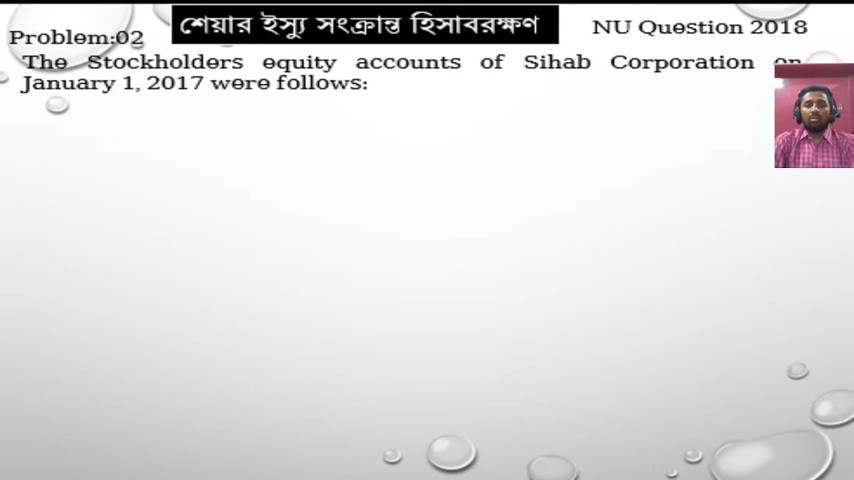 শেয়ার ইস্যু সংক্রান্ত হিসাবরক্ষণ
NU Question 2018
Problem:02
The Stockholders equity accounts of Sihab Corporation on
January 1, 2017 were follows: